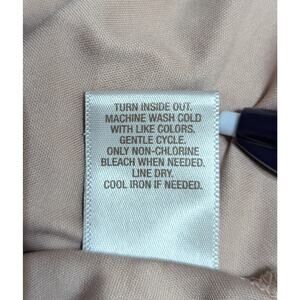 TURN INSIDE OUT.
MACHINE WASH COLD
WITH LIKE COLORS.
GENTLE CYCLE.
ONLY NON-CHLORINE
BLEACH WHEN NEEDED.
LINE DRY.
COOL IRON IF NEEDED.